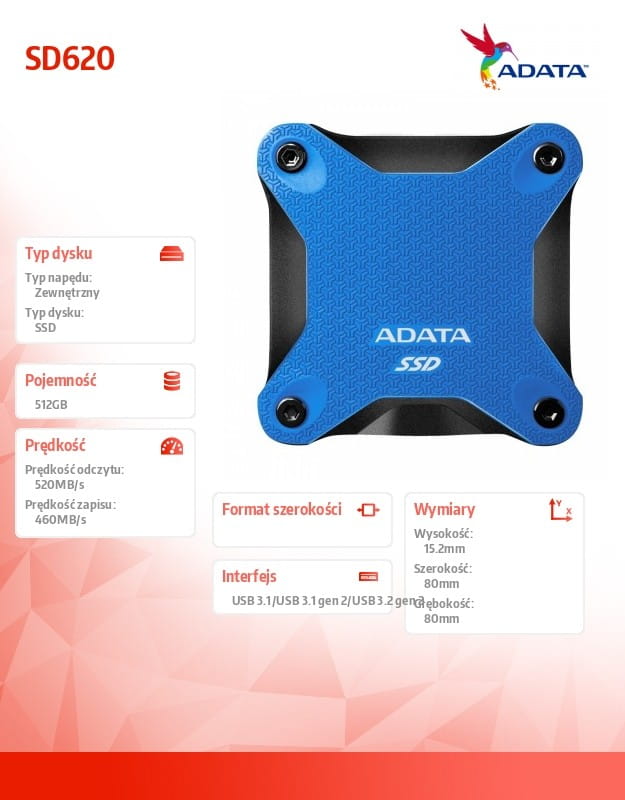 SD620
ADATA
Typ dysku
Typ napędu:
Zewnętrzny
Typ dysku:
SSD
Pojemność
512GB
Prędkość
Prędkość odczytu:
520MB/s
Prędkość zapisu:
460MB/s
ADATA
SSD
Format szerokości
Interfejs
USB 3.1/USB 3.1 gen 2/USB 3.2 gen 2
Wymiary
Y
X
Wysokość:
15.2mm
Szerokość:
80mm
Głębokość:
80mm